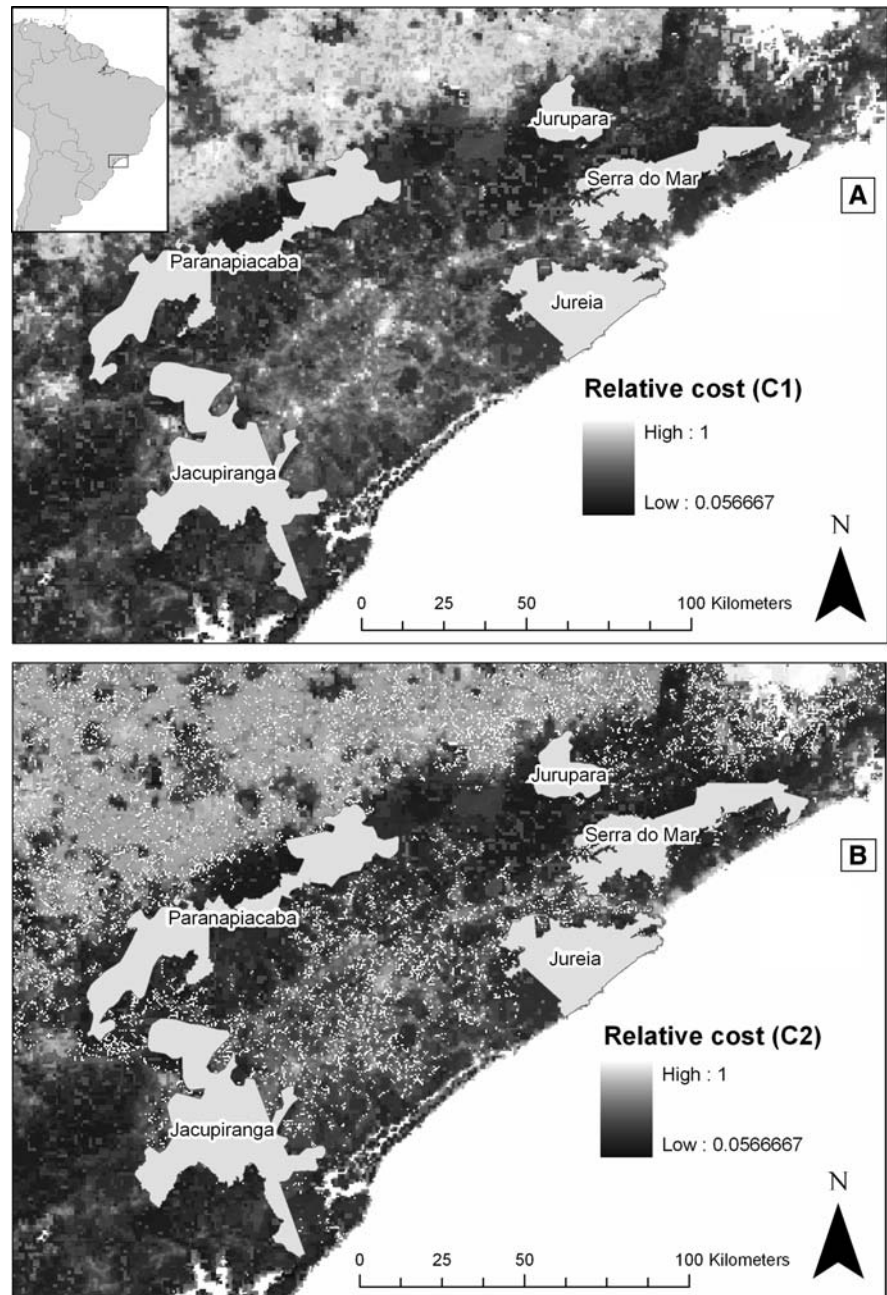 Jurupara
Serra do Mar
A
Paranapiacaba
Jureia
Relative cost (C1)
High : 1
Jacupiranga
Low : 0.056667
N
0 25 50 100 Kilometers
Jurupara
Serra do Mar
B
Paranapiacaba
Jureia
Relative cost (C2)
High : 1
Jacupiranga
Low : 0.0566667
N
0 25 50 100 Kilometers